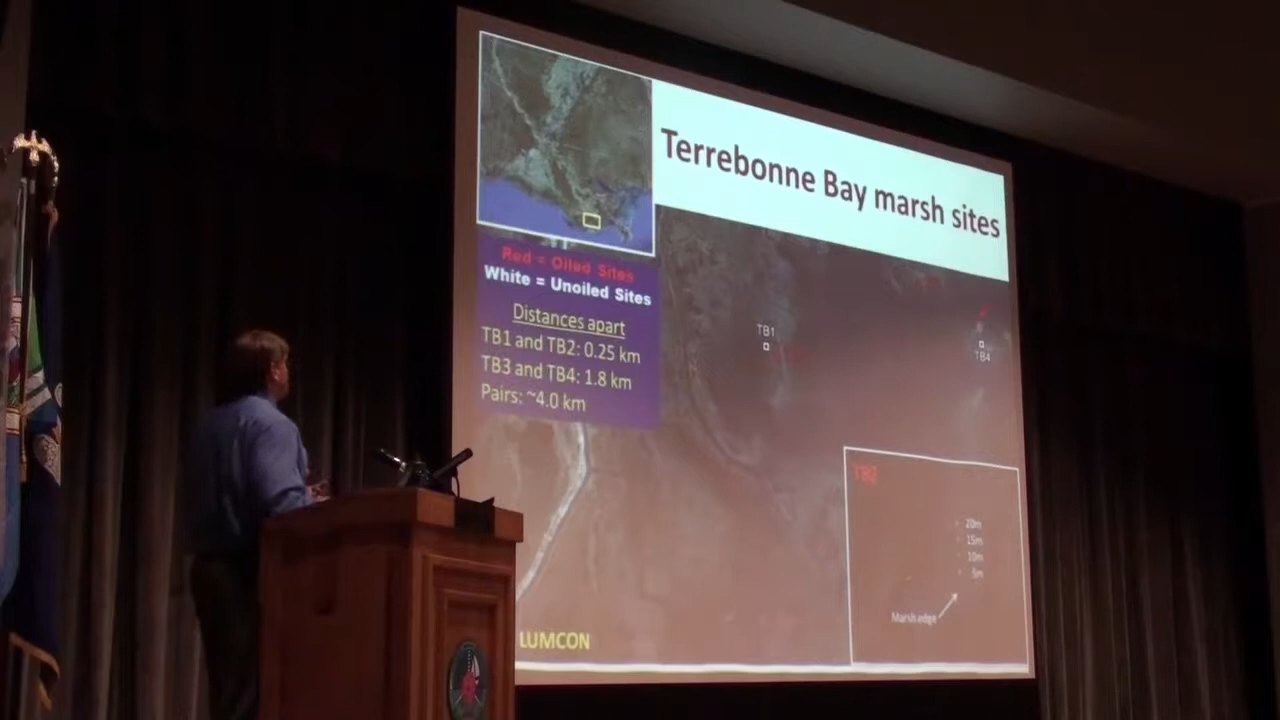 Terrebonne Bay marsh sites
Red = Oiled Sites
White = Unoiled Sites
Distances apart
TB1 and TB2: 0.25 km
TB3 and TB4: 1.8 km
Pairs: ~4.0 km
TB1
TB4
TB2
20m
15m
10m
5m
Marsh edge
LUMCON